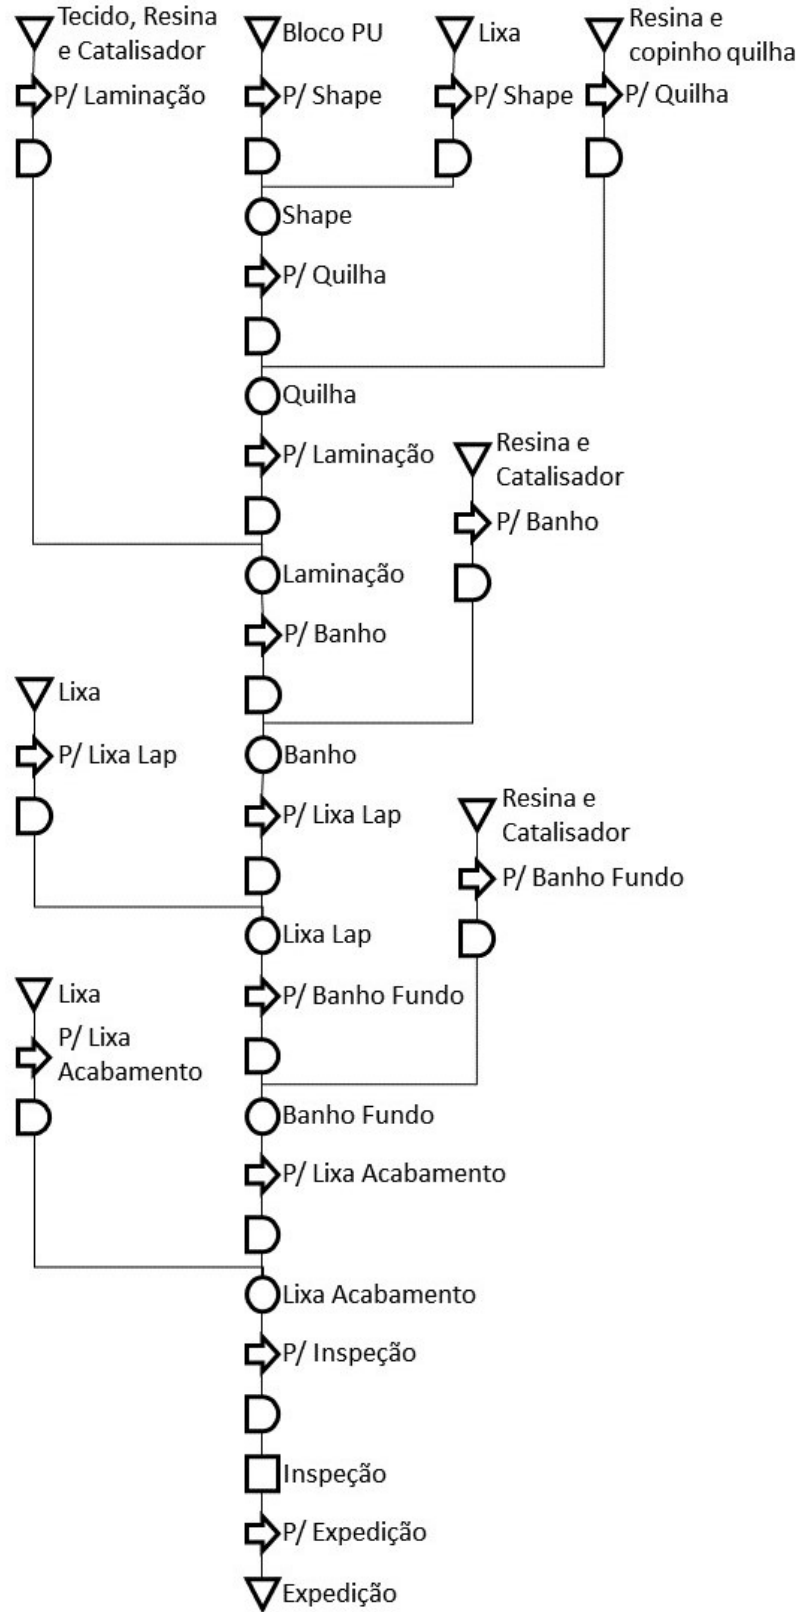 Tecido, Resina
e Catalisador
Bloco PU
Lixa
Resina e
copinho quilha
P/ Laminação
P/ Shape
P/ Shape
P/ Quilha
Shape
P/ Quilha
Quilha
P/ Laminação
Resina e
Catalisador
P/ Banho
Laminação
P/ Banho
Lixa
P/ Lixa Lap
Banho
P/ Lixa Lap
Resina e
Catalisador
P/ Banho Fundo
Lixa Lap
Lixa
P/ Banho Fundo
P/ Lixa
Acabamento
Banho Fundo
P/ Lixa Acabamento
Lixa Acabamento
P/ Inspeção
Inspeção
P/ Expedição
Expedição